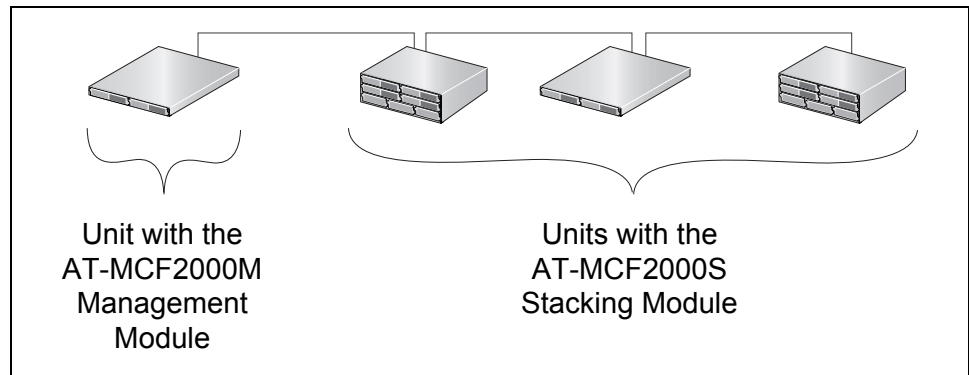 Unit with the
AT-MCF2000M
Management
Module
Units with the
AT-MCF2000S
Stacking Module